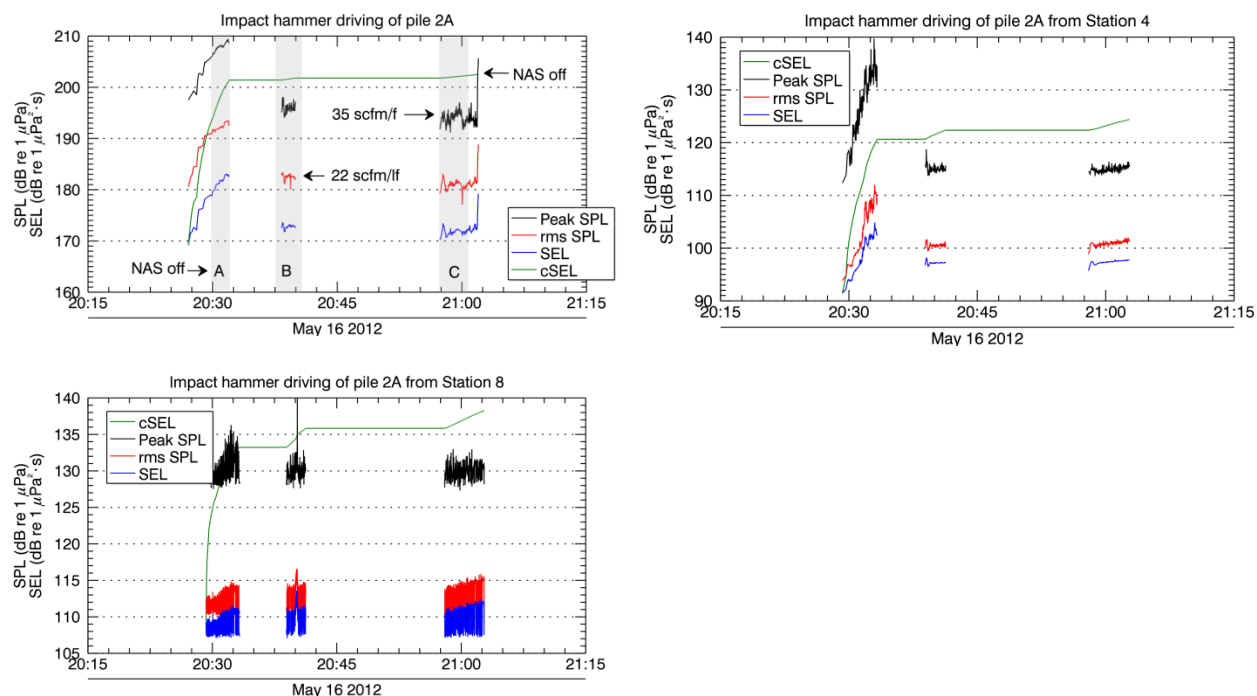 Impact hammer driving of pile 2A
SPL (dB re 1 μPa)
SEL (dB re 1 μPa²·s)
210
200
190
180
170
160
NAS off
35 scfm/f
22 scfm/lf
NAS off
A
B
C
Peak SPL
rms SPL
SEL
cSEL
20:15 20:30 20:45 21:00 21:15
May 16 2012
Impact hammer driving of pile 2A from Station 4
SPL (dB re 1 μPa)
SEL (dB re 1 μPa²·s)
140
130
120
110
100
90
cSEL
Peak SPL
rms SPL
SEL
20:15 20:30 20:45 21:00 21:15
May 16 2012
Impact hammer driving of pile 2A from Station 8
SPL (dB re 1 μPa)
SEL (dB re 1 μPa²·s)
140
135
130
125
120
115
110
105
cSEL
Peak SPL
rms SPL
SEL
20:15 20:30 20:45 21:00 21:15
May 16 2012